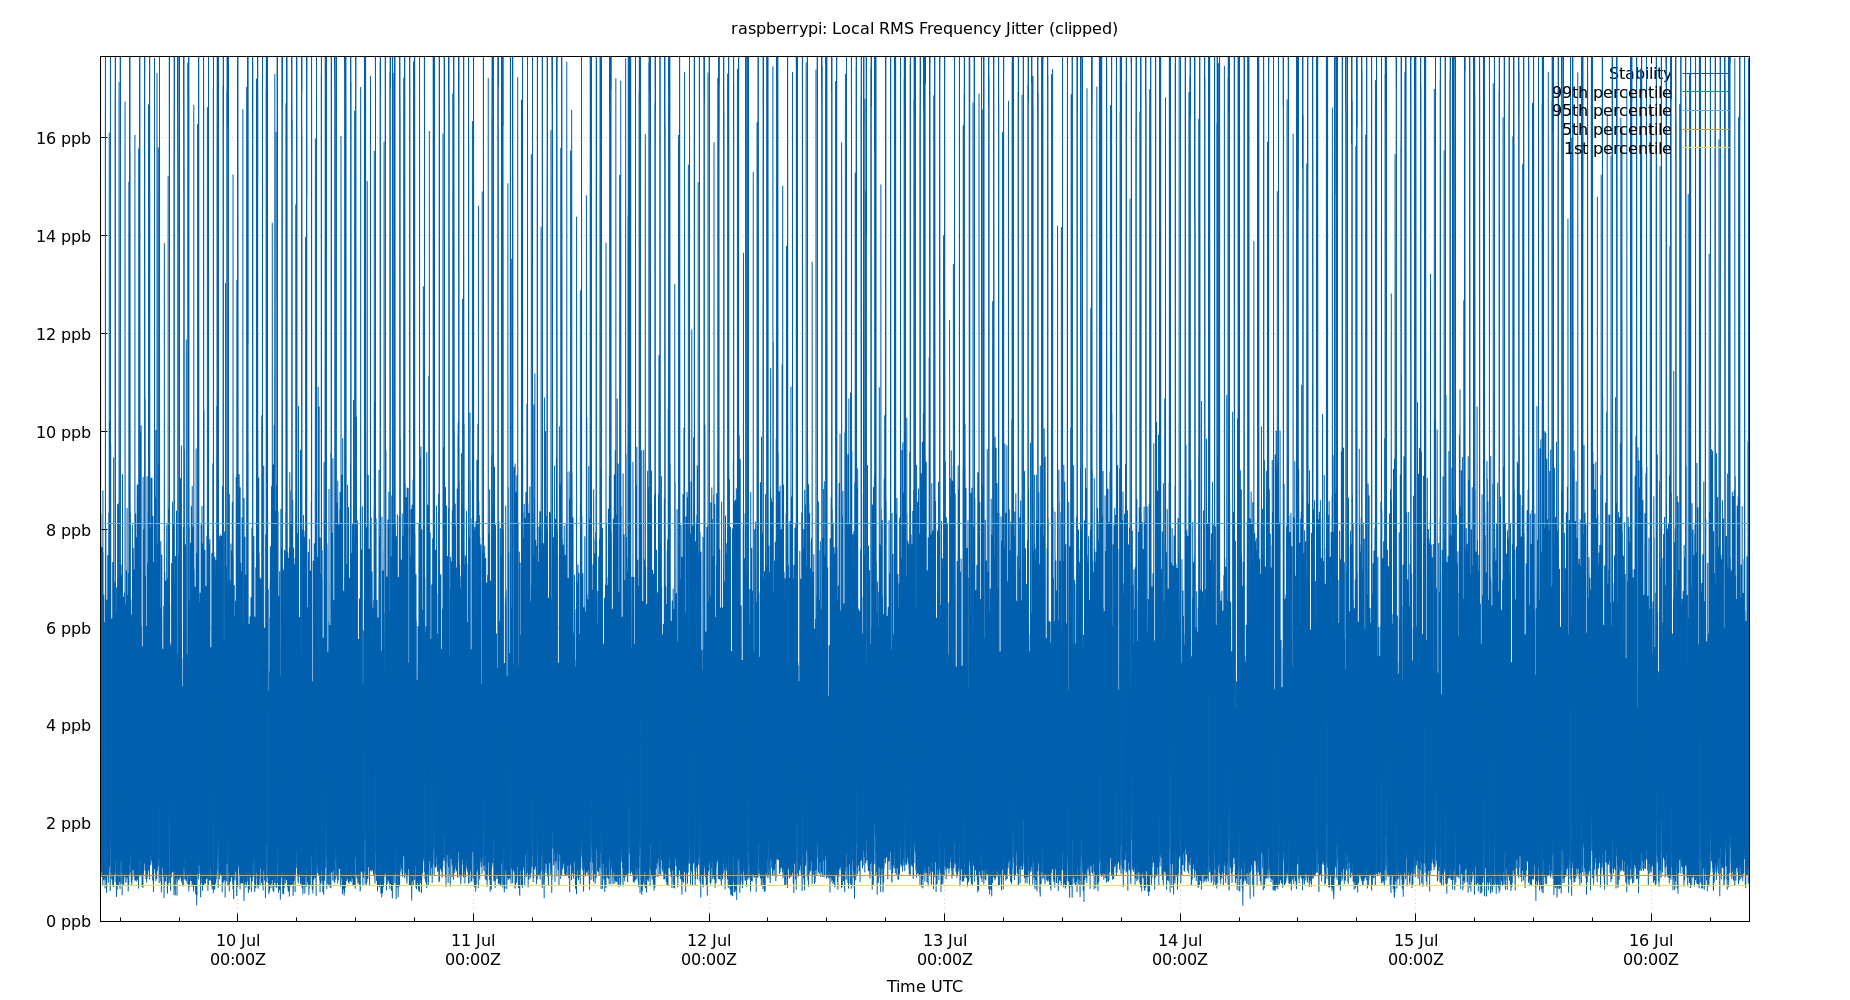 raspberrypi: Local RMS Frequency Jitter (clipped)
Stability
99th percentile
95th percentile
5th percentile
1st percentile
16 ppb
14 ppb
12 ppb
10 ppb
8 ppb
6 ppb
4 ppb
2 ppb
0 ppb
10 Jul 11 Jul 12 Jul 13 Jul 14 Jul 15 Jul 16 Jul
00:00Z 00:00Z 00:00Z 00:00Z 00:00Z 00:00Z 00:00Z
Time UTC